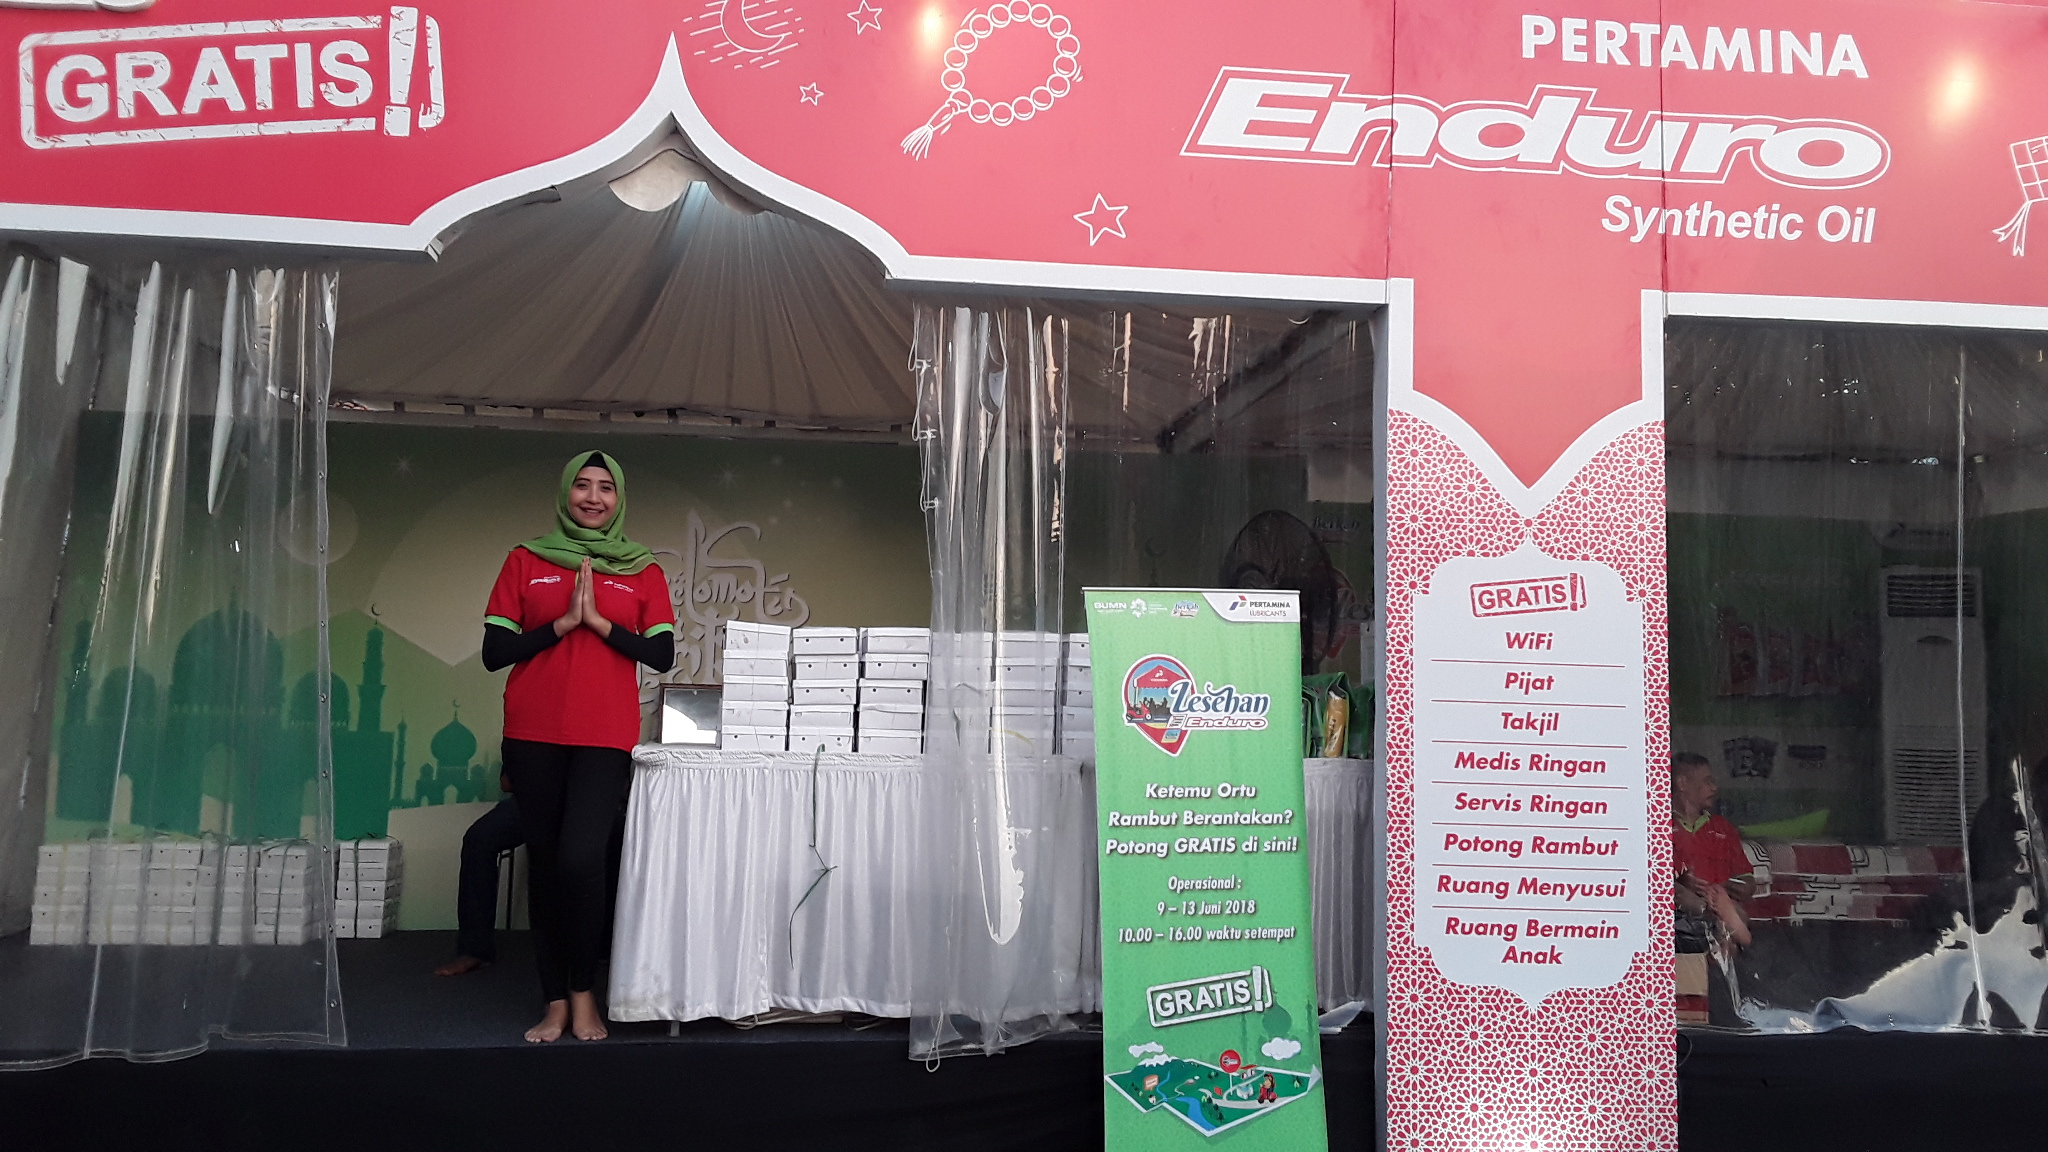 GRATIS!
PERTAMINA
Enduro
Synthetic Oil
BUMN
PERTAMINA
LUBRICANTS
Lesehan
Enduro
Ketemu Ortu
Rambut Berantakan?
Potong GRATIS di sini!
Operasional :
9 – 13 Juni 2018
10.00 – 16.00 waktu setempat
GRATIS!
GRATIS!
WiFi
Pijat
Takjil
Medis Ringan
Servis Ringan
Potong Rambut
Ruang Menyusui
Ruang Bermain
Anak